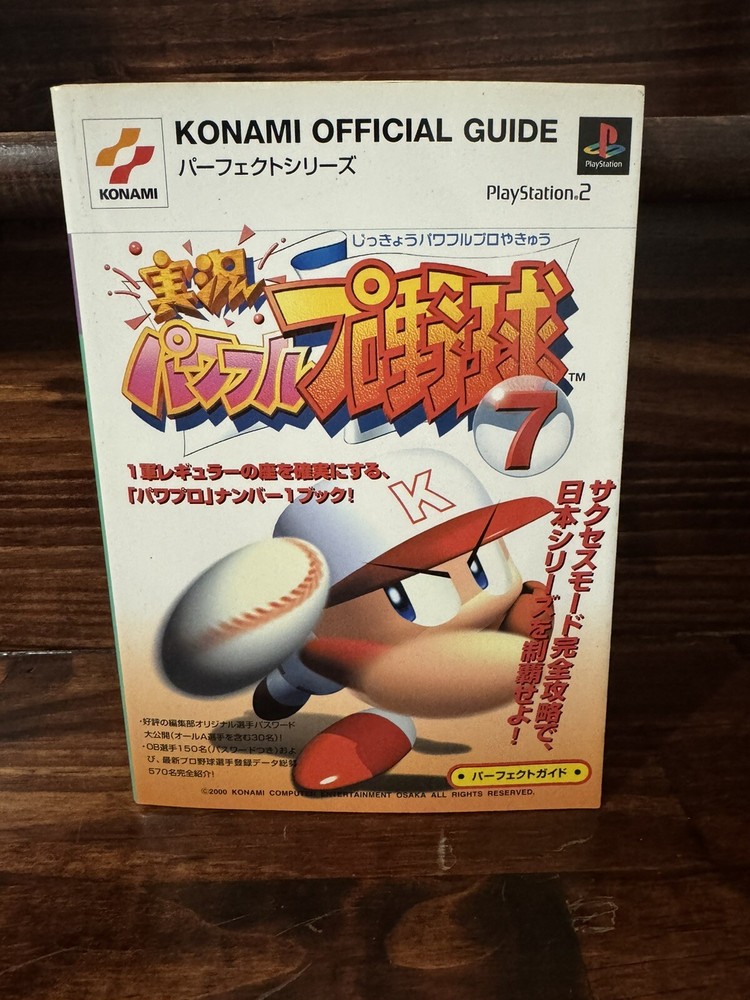 KONAMI
KONAMI OFFICIAL GUIDE
パーフェクトシリーズ
PlayStation
PlayStation®2
じっきょうパワフルプロやきゅう
実況
パワフル
プロ野球
TM
7
1軍レギュラーの座を確実にする、
「パワプロ」ナンバー1ブック!
K
サクセスモード完全攻略で、
日本シリーズを制覇せよ!
・好評の編集部オリジナル選手パスワード
大公開(オールA選手を含む30名)!
・OB選手150名(パスワードつき)およ
び、最新プロ野球選手登録データ総勢
570名完全紹介!
• パーフェクトガイド •
©2000 KONAMI COMPUTER ENTERTAINMENT OSAKA ALL RIGHTS RESERVED.